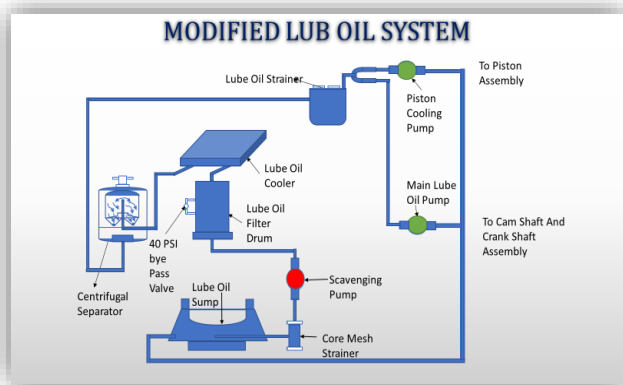 MODIFIED LUB OIL SYSTEM
Lube Oil Strainer
To Piston
Assembly
Piston
Cooling
Pump
Lube Oil
Cooler
Main Lube
Oil Pump
Lube Oil
Filter
Drum
40 PSI
bye
Pass
Valve
To Cam Shaft And
Crank Shaft
Assembly
Centrifugal
Separator
Lube Oil
Sump
Scavenging
Pump
Core Mesh
Strainer